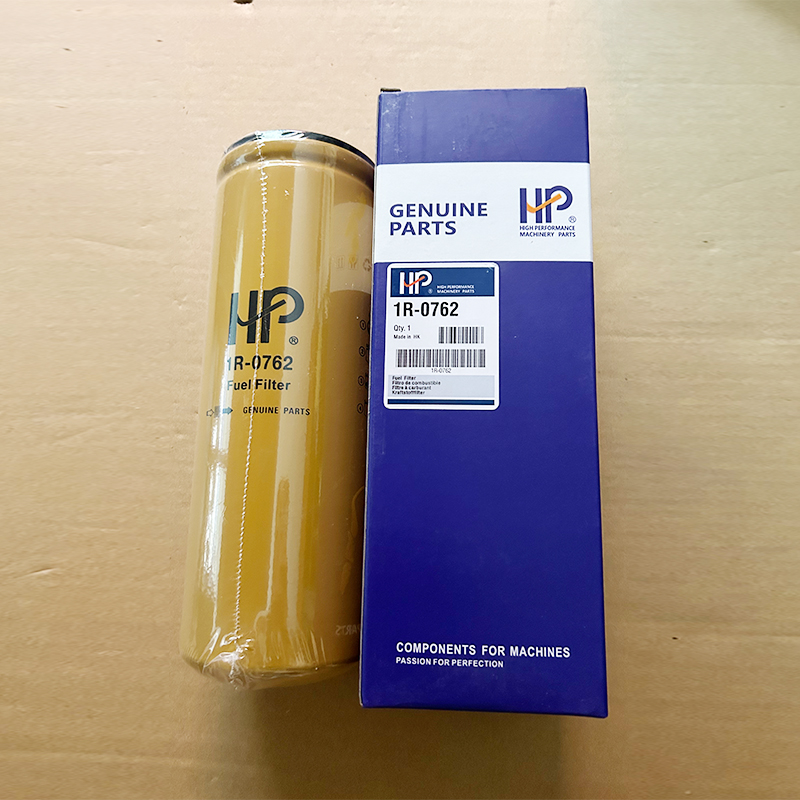 HP
®
1R-0762
Fuel Filter
GENUINE PARTS
GENUINE
PARTS
HP
®
HIGH PERFORMANCE
MACHINERY PARTS
HP
®
HIGH PERFORMANCE
MACHINERY PARTS
1R-0762
Qty. 1
Made in HK
1R-0762
Fuel Filter
Filtro de combustible
Filtre à carburant
Kraftstofffilter
COMPONENTS FOR MACHINES
PASSION FOR PERFECTION